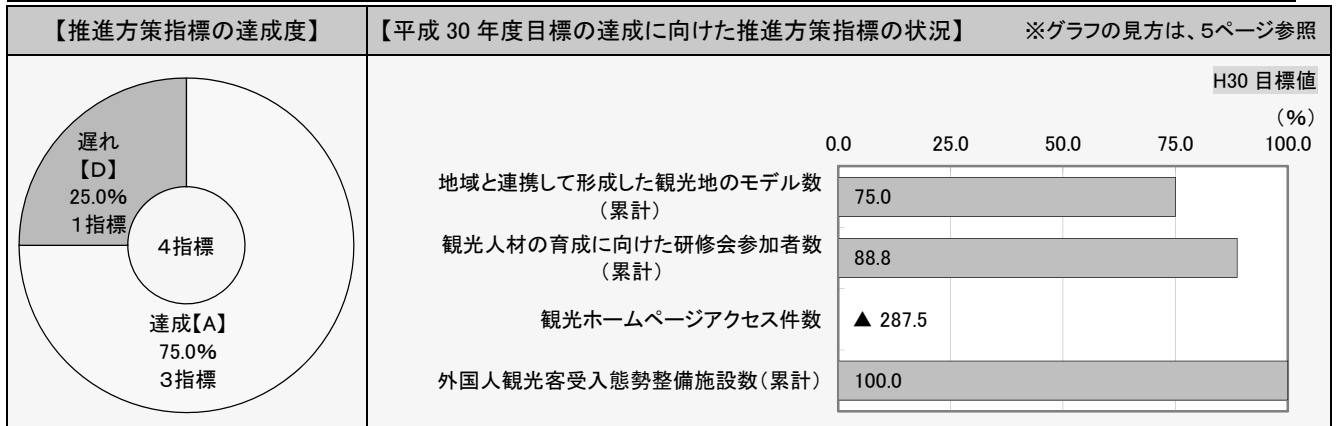 【推進方策指標の達成度】
【平成 30 年度目標の達成に向けた推進方策指標の状況】　※グラフの見方は、5ページ参照
遅れ
【D】
25.0%
1指標
4指標
達成【A】
75.0%
3指標
H30 目標値
(%)
0.0 25.0 50.0 75.0 100.0
地域と連携して形成した観光地のモデル数
(累計)
75.0
観光人材の育成に向けた研修会参加者数
(累計)
88.8
観光ホームページアクセス件数
▲ 287.5
外国人観光客受入態勢整備施設数(累計)
100.0